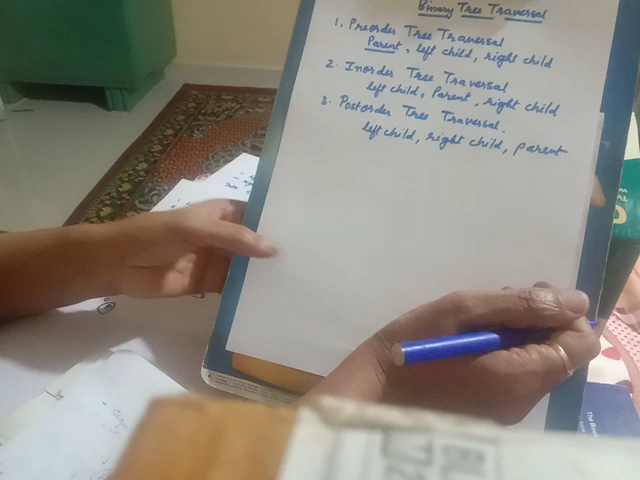 Binary Tree Traversal
1. Preorder Tree Traversal
Parent, left child, right child
2. Inorder Tree Traversal
left child, Parent, right child
3. Postorder Tree Traversal.
left child, right child, parent